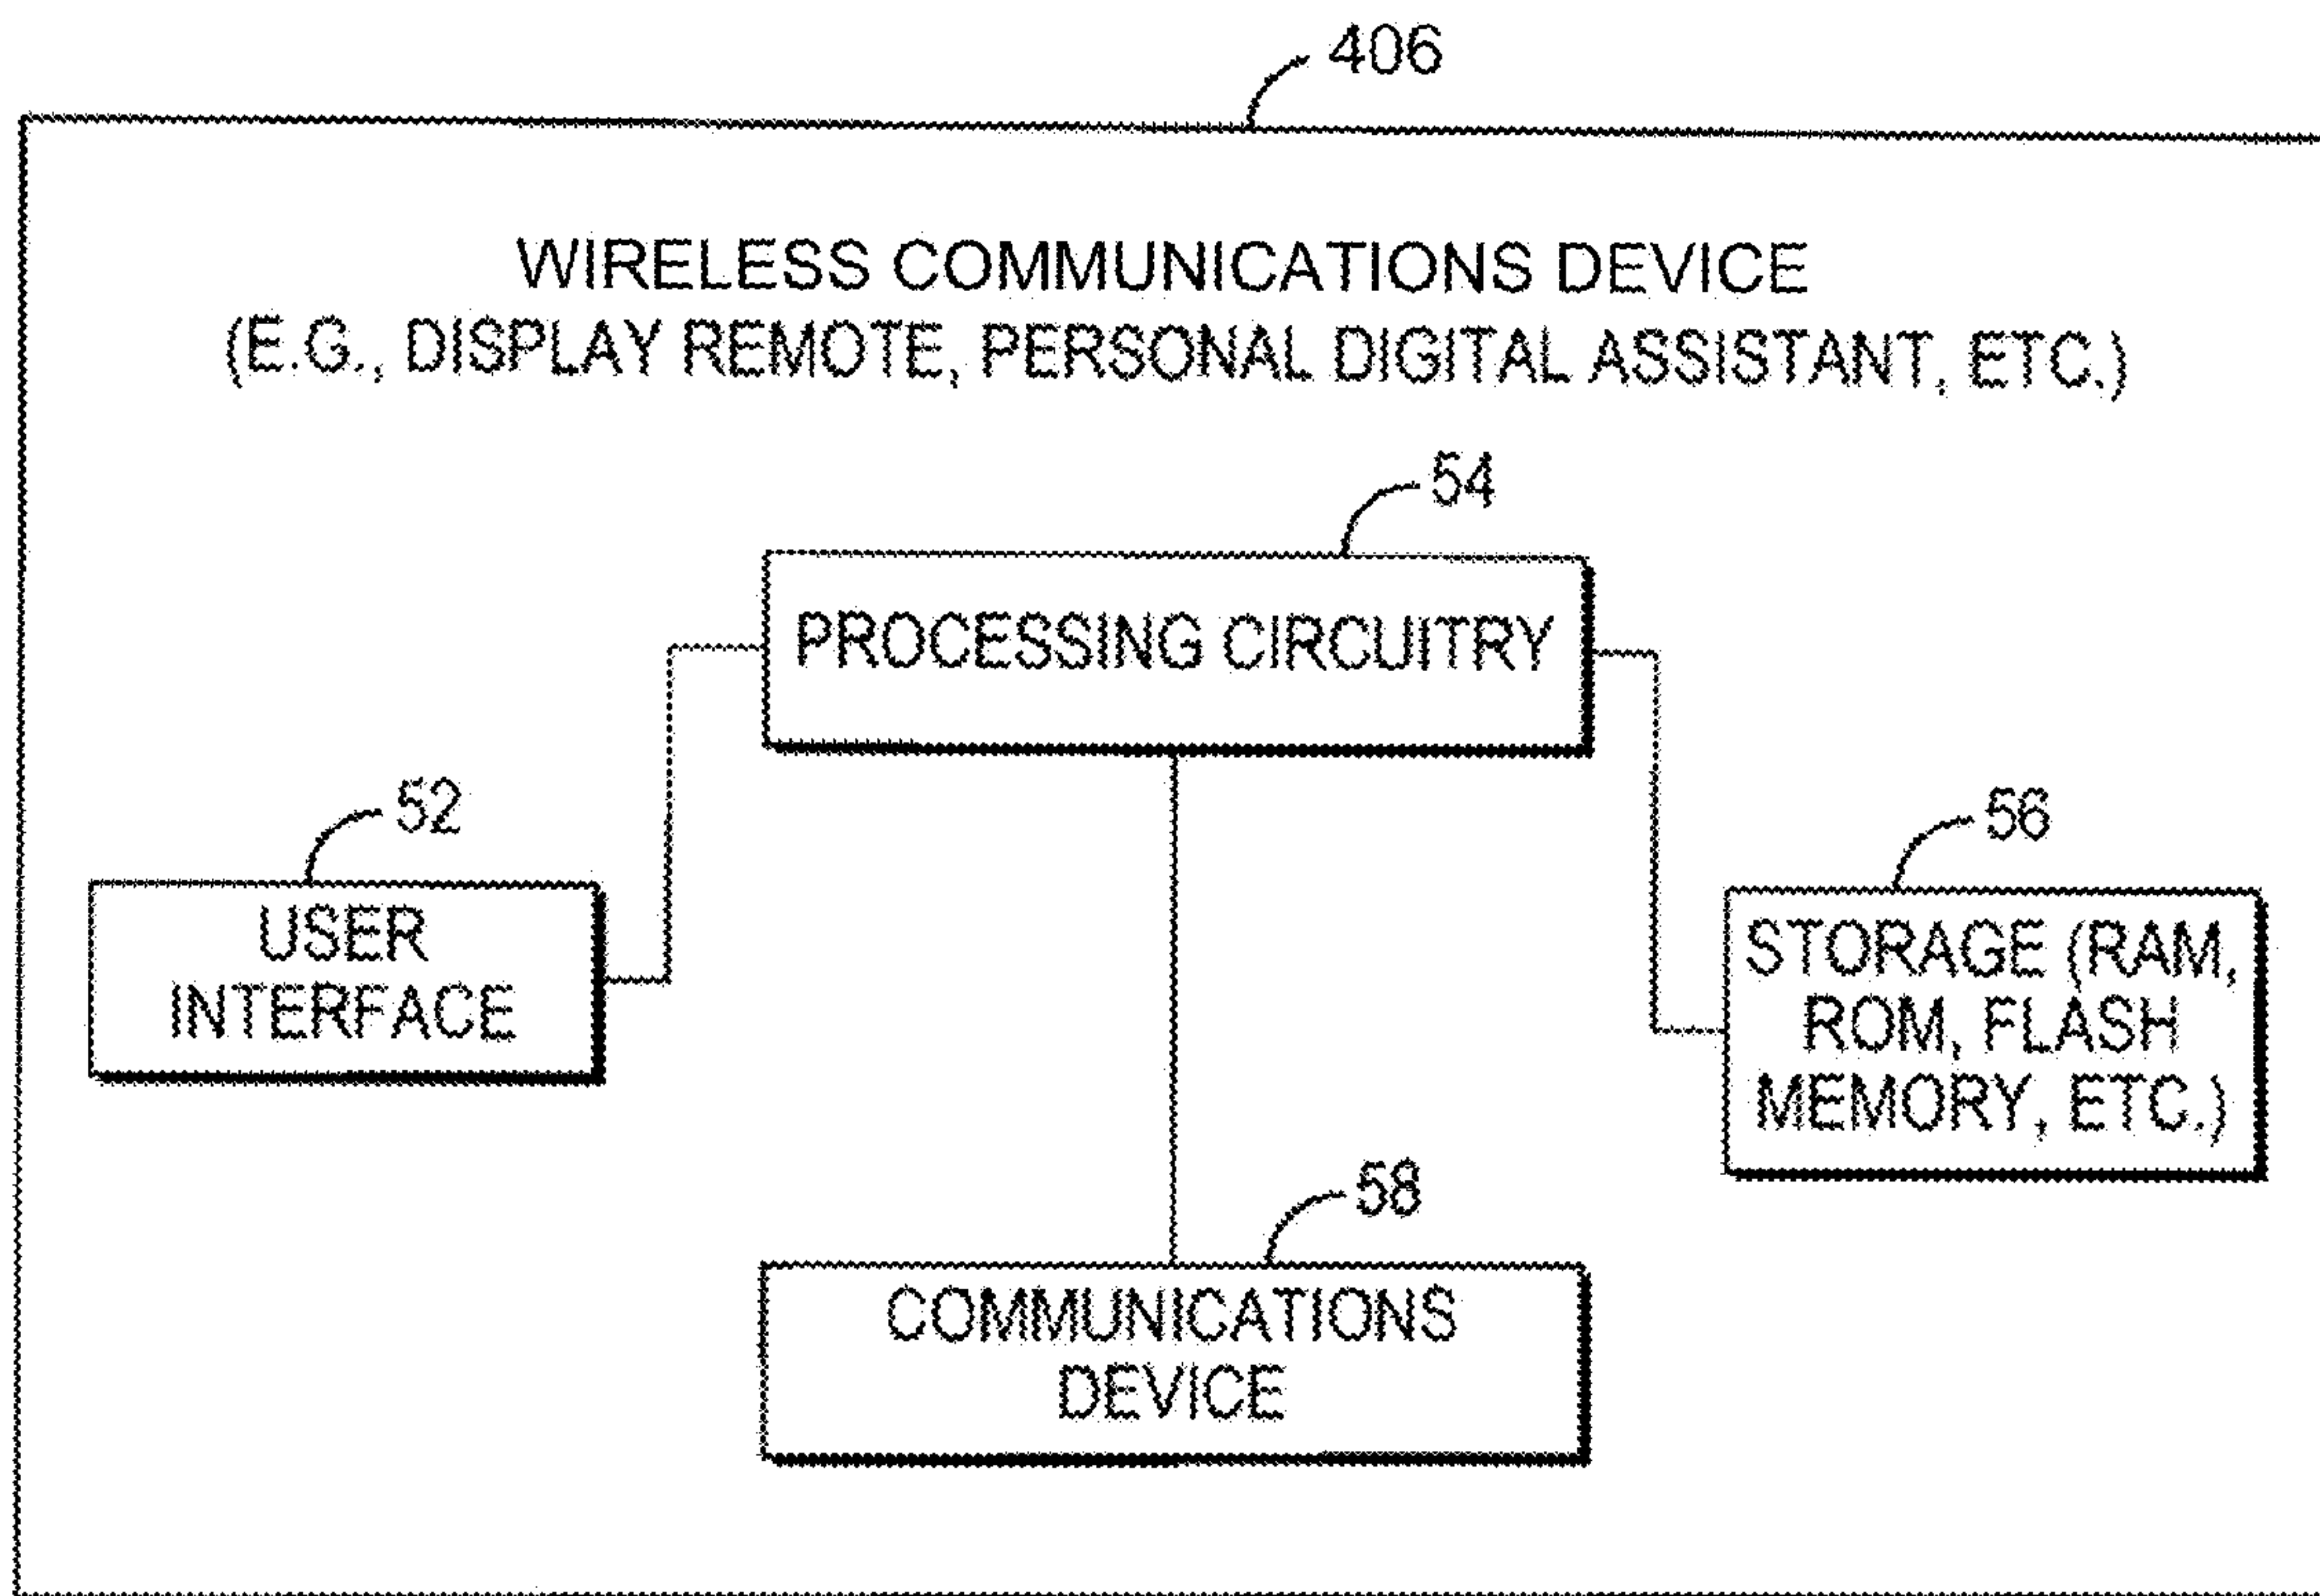 406
WIRELESS COMMUNICATIONS DEVICE
(E.G., DISPLAY REMOTE, PERSONAL DIGITAL ASSISTANT, ETC.)
54
PROCESSING CIRCUITRY
52
USER
INTERFACE
56
STORAGE (RAM,
ROM, FLASH
MEMORY, ETC.)
58
COMMUNICATIONS
DEVICE